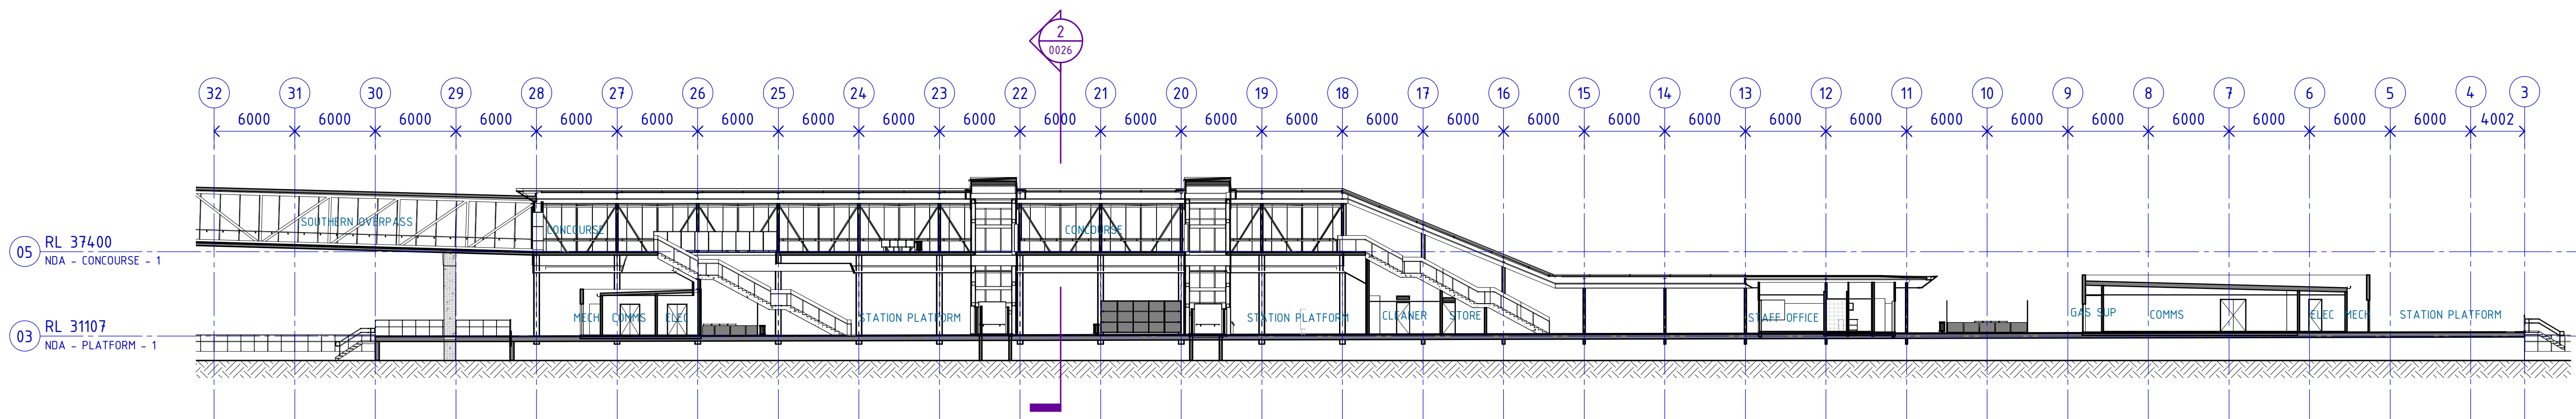 2
0026
32 31 30 29 28 27 26 25 24 23 22 21 20 19 18 17 16 15 14 13 12 11 10 9 8 7 6 5 4 3
6000 6000 6000 6000 6000 6000 6000 6000 6000 6000 6000 6000 6000 6000 6000 6000 6000 6000 6000 6000 6000 6000 6000 6000 6000 6000 6000 6000 4002
SOUTHERN OVERPASS
CONCOURSE CONCOURSE
05 RL 37400
NDA - CONCOURSE - 1
MECH COMMS ELEC STATION PLATFORM STATION PLATFORM CLEANER STORE STAFF OFFICE GAS SUP COMMS ELEC MECH STATION PLATFORM
03 RL 31107
NDA - PLATFORM - 1